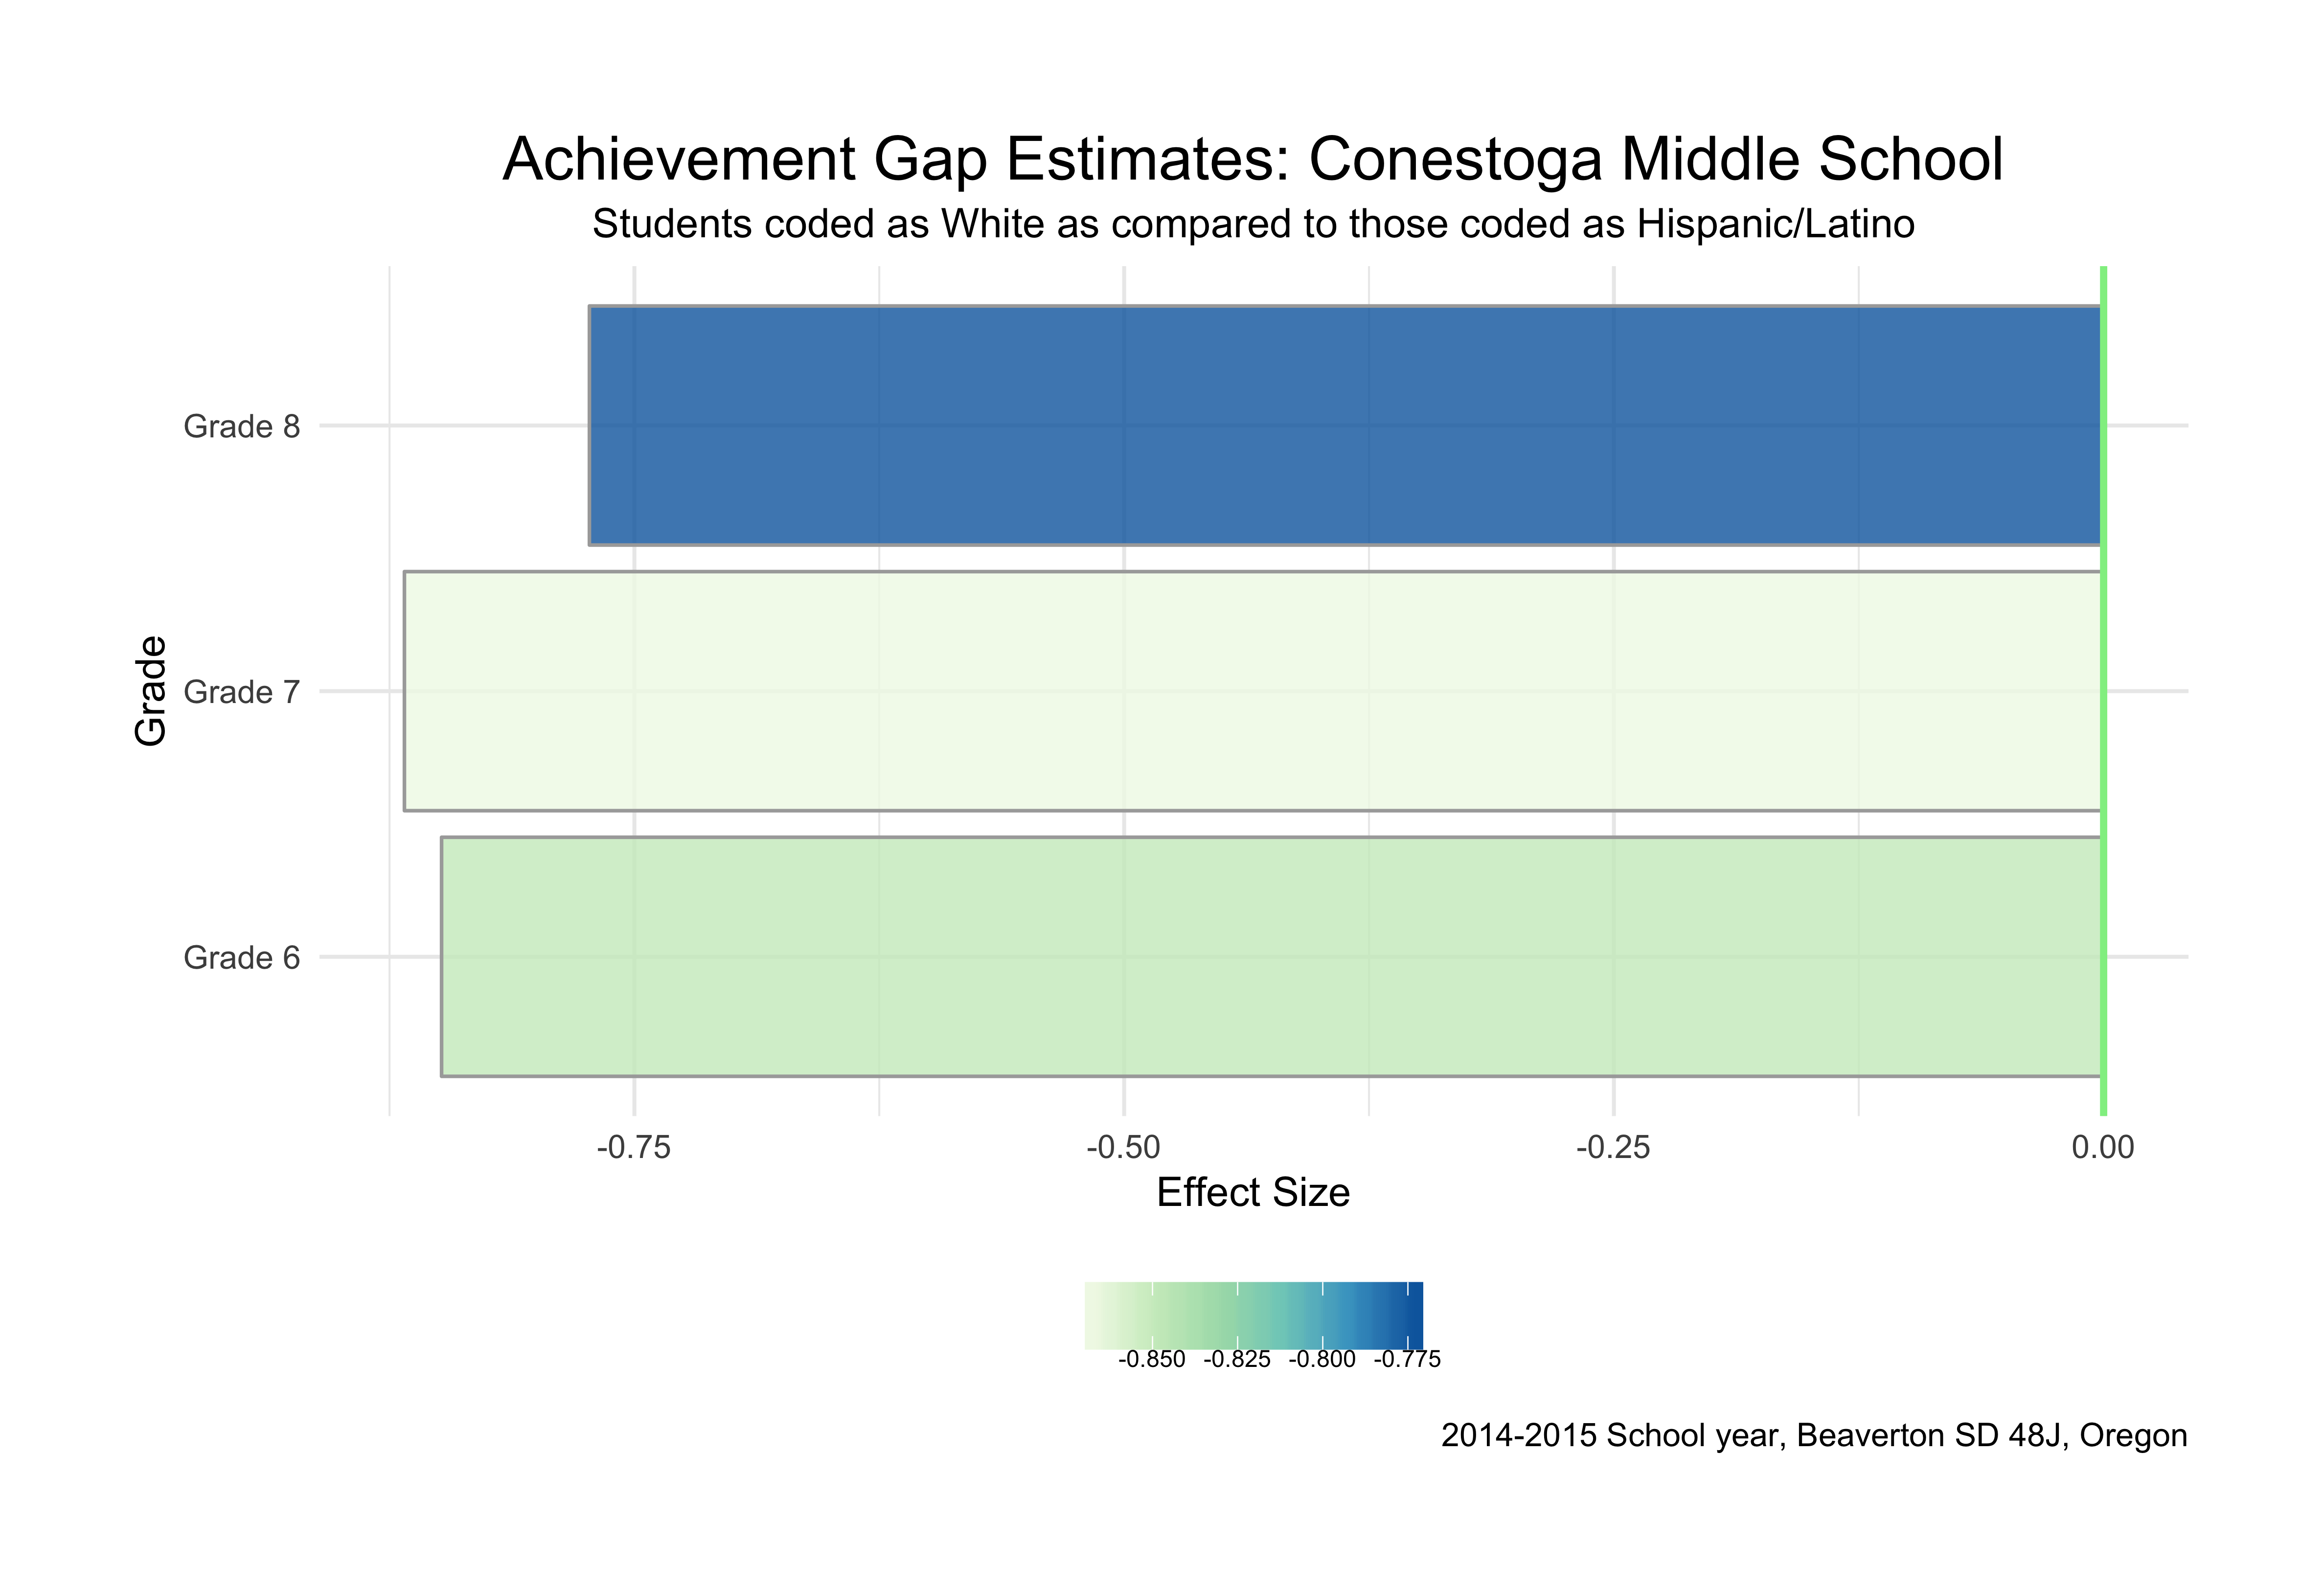 Achievement Gap Estimates: Conestoga Middle School
Students coded as White as compared to those coded as Hispanic/Latino
Grade
Grade 8
Grade 7
Grade 6
-0.75 -0.50 -0.25 0.00
Effect Size
-0.850 -0.825 -0.800 -0.775
2014-2015 School year, Beaverton SD 48J, Oregon